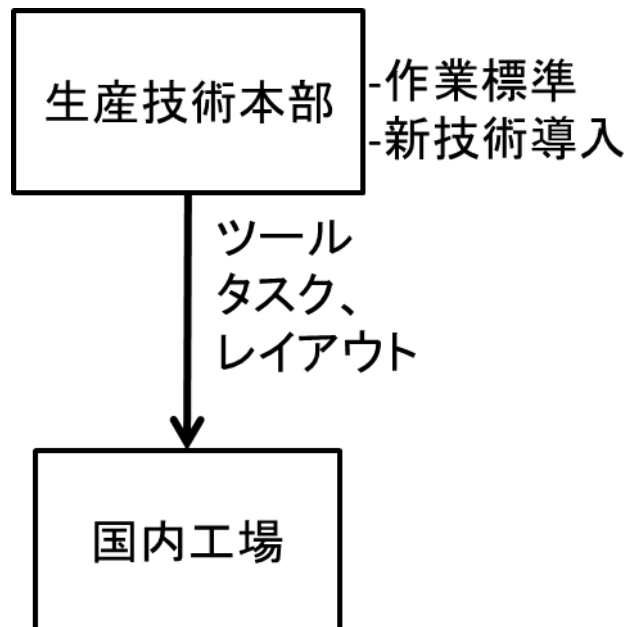 生産技術本部
-作業標準
-新技術導入
ツール
タスク、
レイアウト
国内工場